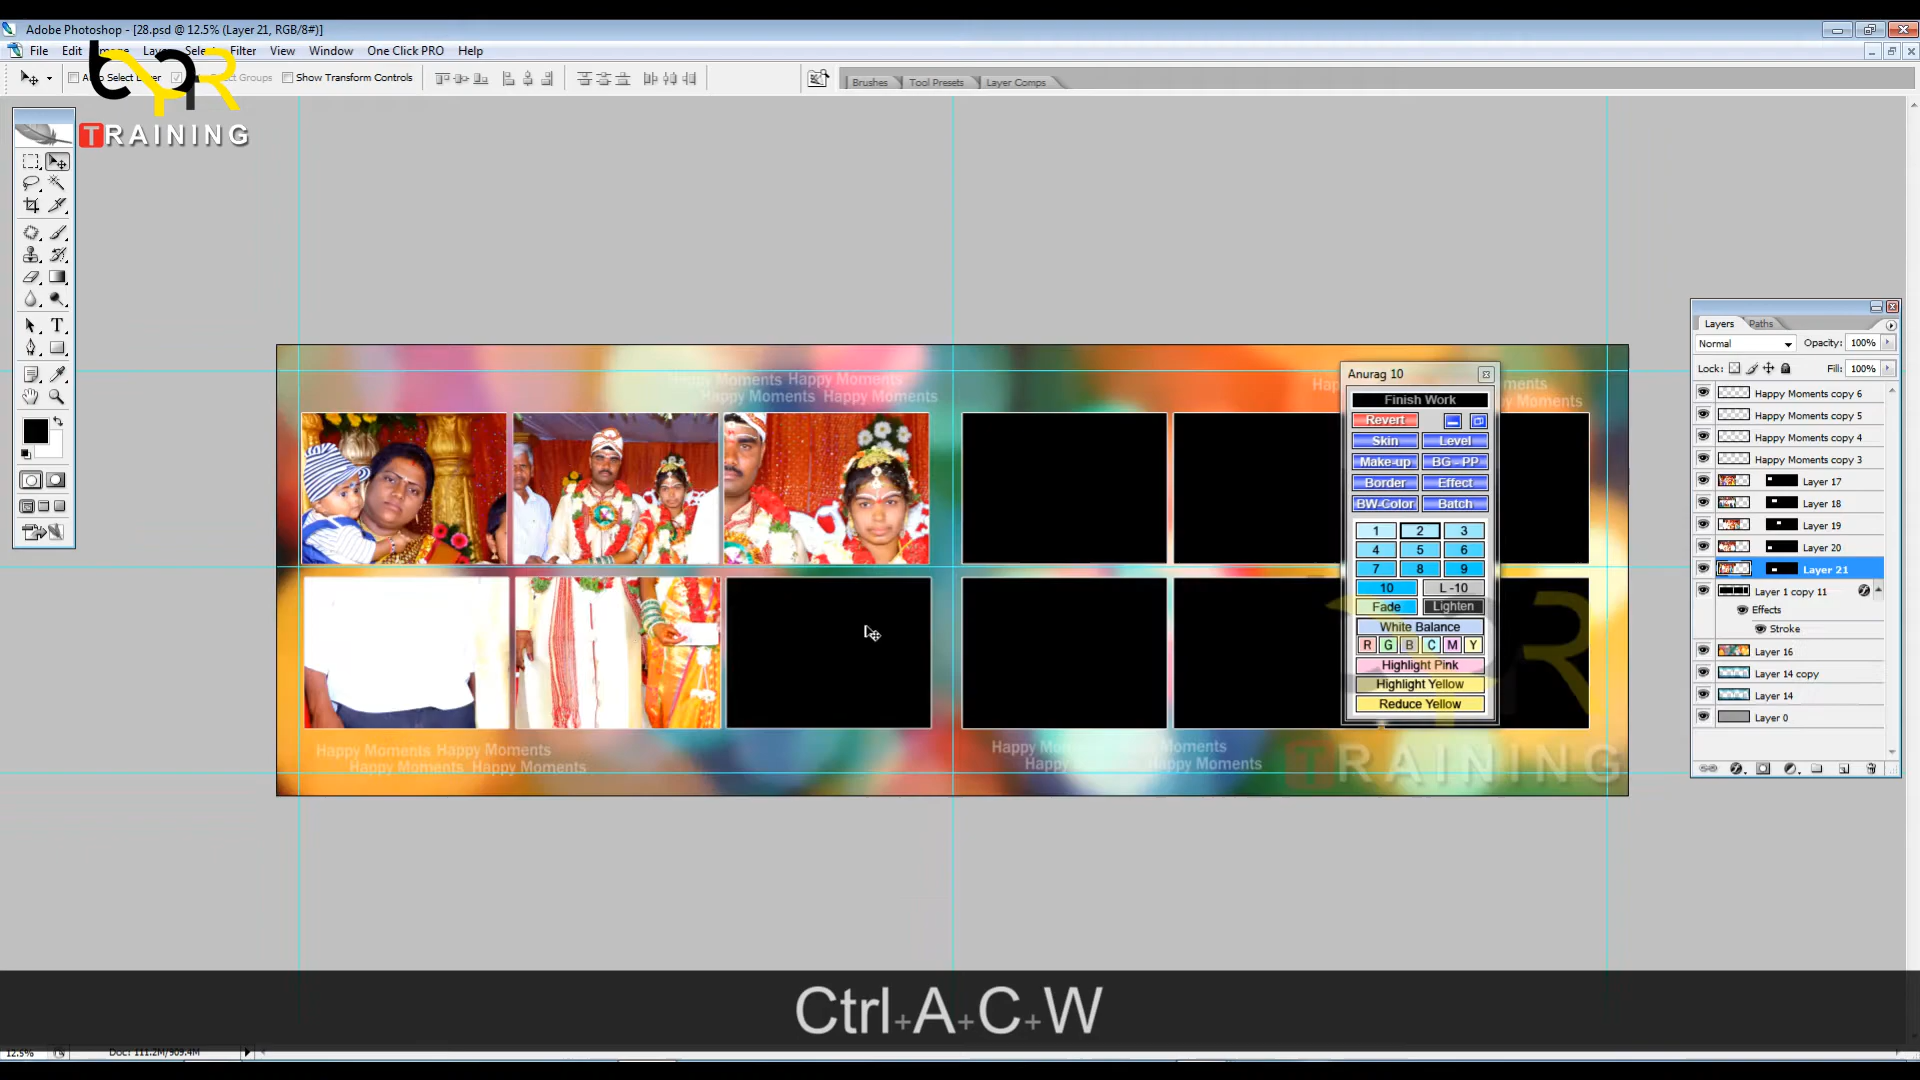 Adobe Photoshop - [28.psd @ 12.5% (Layer 21, RGB/8#)]
File Edit Image Layer Select Filter View Window One Click PRO Help
Auto Select Layer Select Groups Show Transform Controls Brushes Tool Presets Layer Comps
TRAINING
Happy Moments Happy Moments
Happy Moments Happy Moments
Anurag 10
Finish Work
Revert
Skin Level
Make-up BG - PP
Border Effect
BW-Color Batch
1 2 3
4 5 6
7 8 9
10 L -10
Fade Lighten
White Balance
R G B C M Y
Highlight Pink
Highlight Yellow
Reduce Yellow
Layers Paths
Normal Opacity: 100%
Lock: Fill: 100%
Happy Moments copy 6
Happy Moments copy 5
Happy Moments copy 4
Happy Moments copy 3
Layer 17
Layer 18
Layer 19
Layer 20
Layer 21
Layer 1 copy 11
Effects
Stroke
Layer 16
Layer 14 copy
Layer 14
Layer 0
Happy Moments Happy Moments
Happy Moments Happy Moments
Happy Moments
Happy Moments
TRAINING
Ctrl+A+C+W
12.5% Doc: 111.2M/909.4M